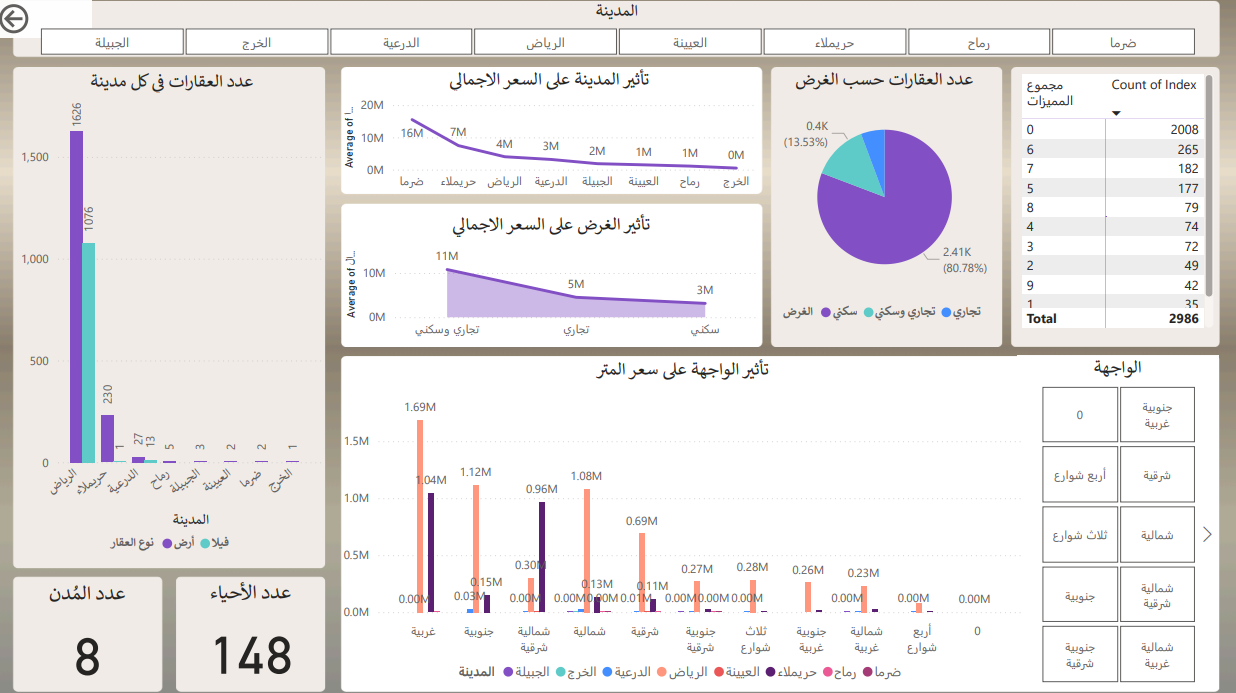 المدينة
ضرما
رماح
حريملاء
العيينة
الرياض
الدرعية
الخرج
الجبيلة
عدد العقارات في كل مدينة
1626
1076
230
1
27
13
5
3
2
2
1
1,500
1,000
500
0
الرياض
حريملاء
الدرعية
رماح
الجبيلة
العيينة
ضرما
الخرج
المدينة
نوع العقار أرض فيلا
عدد المُدن
8
عدد الأحياء
148
تأثير المدينة على السعر الاجمالي
Average of ا...
20M
10M
0M
16M
7M
4M
3M
2M
1M
1M
0M
ضرما
حريملاء
الرياض
الدرعية
الجبيلة
العيينة
رماح
الخرج
تأثير الغرض على السعر الاجمالي
Average of ال...
10M
0M
11M
5M
3M
تجاري وسكني
تجاري
سكني
عدد العقارات حسب الغرض
0.4K
(13.53%)
2.41K
(80.78%)
الغرض سكني تجاري وسكني تجاري
مجموع المميزات
Count of Index
0 2008
6 265
7 182
5 177
8 79
4 74
3 72
2 49
9 42
1 35
Total 2986
تأثير الواجهة على سعر المتر
1.5M
1.0M
0.5M
0.0M
0.00M
1.69M
1.04M
0.03M
1.12M
0.15M
0.00M
0.30M
0.96M
0.00M
1.08M
0.13M
0.00M
0.01M
0.69M
0.11M
0.00M
0.27M
0.00M
0.00M
0.28M
0.26M
0.00M
0.23M
0.00M
0.00M
غربية
جنوبية
شمالية شرقية
شمالية
شرقية
جنوبية شرقية
ثلاث شوارع
جنوبية غربية
شمالية غربية
أربع شوارع
0
المدينة الجبيلة الخرج الدرعية الرياض العيينة حريملاء رماح ضرما
الواجهة
0
جنوبية غربية
أربع شوارع
شرقية
ثلاث شوارع
شمالية
جنوبية
شمالية شرقية
جنوبية شرقية
شمالية غربية